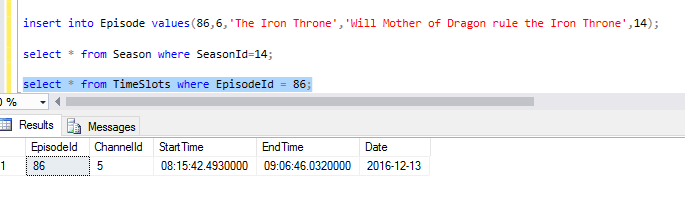 insert into Episode values(86,6,'The Iron Throne','Will Mother of Dragon rule the Iron Throne',14);
select * from Season where SeasonId=14;
select * from TimeSlots where EpisodeId = 86;
0 %
Results Messages
EpisodeId ChannelId StartTime EndTime Date
1 86 5 08:15:42.4930000 09:06:46.0320000 2016-12-13